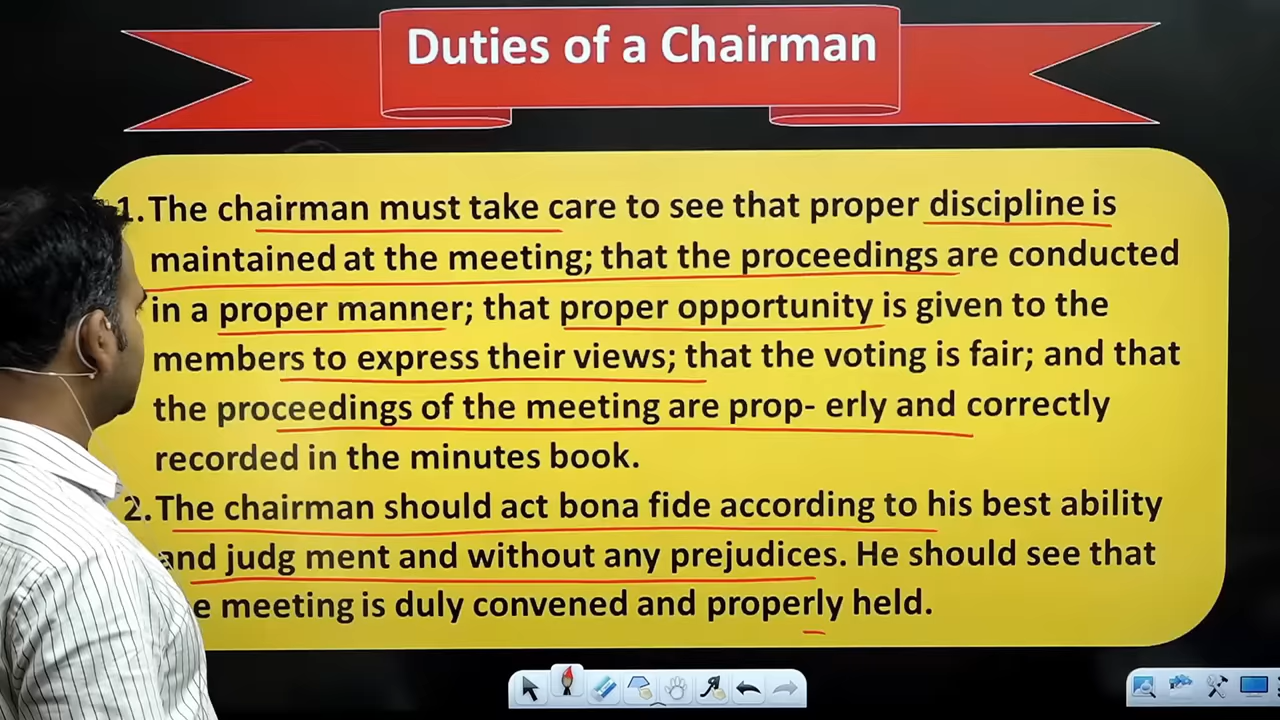 Duties of a Chairman
1. The chairman must take care to see that proper discipline is
maintained at the meeting; that the proceedings are conducted
in a proper manner; that proper opportunity is given to the
members to express their views; that the voting is fair; and that
the proceedings of the meeting are prop- erly and correctly
recorded in the minutes book.
2. The chairman should act bona fide according to his best ability
and judg ment and without any prejudices. He should see that
e meeting is duly convened and properly held.